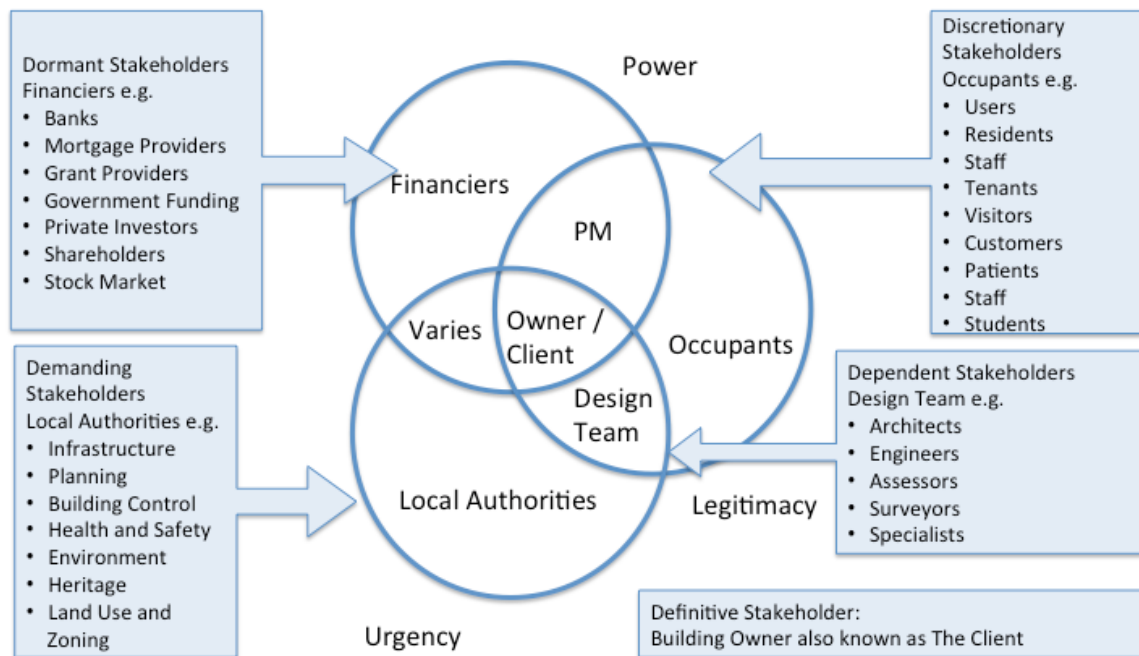 Dormant Stakeholders
Financiers e.g.
• Banks
• Mortgage Providers
• Grant Providers
• Government Funding
• Private Investors
• Shareholders
• Stock Market
Power
Discretionary
Stakeholders
Occupants e.g.
• Users
• Residents
• Staff
• Tenants
• Visitors
• Customers
• Patients
• Staff
• Students
Financiers
PM
Varies
Owner /
Client
Occupants
Design
Team
Local Authorities
Legitimacy
Urgency
Demanding
Stakeholders
Local Authorities e.g.
• Infrastructure
• Planning
• Building Control
• Health and Safety
• Environment
• Heritage
• Land Use and
Zoning
Dependent Stakeholders
Design Team e.g.
• Architects
• Engineers
• Assessors
• Surveyors
• Specialists
Definitive Stakeholder:
Building Owner also known as The Client